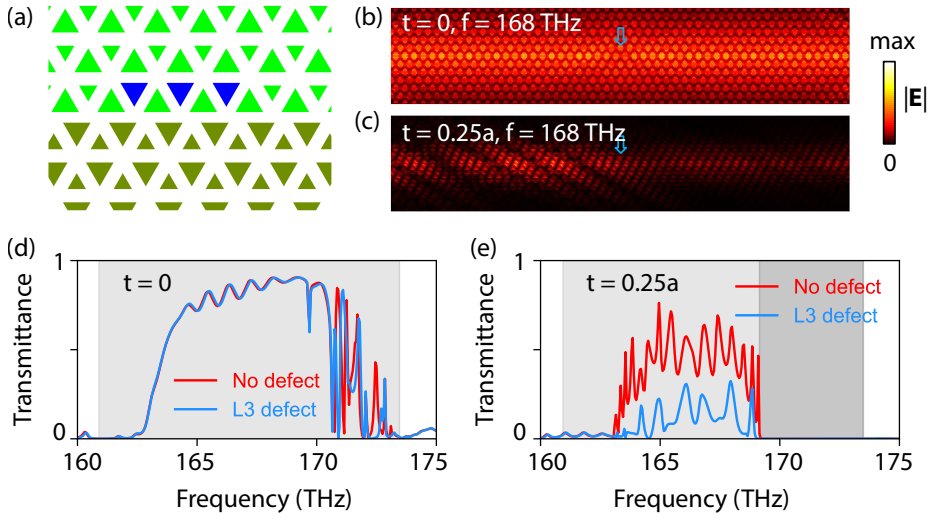 (a)
(b)
t = 0, f = 168 THz
(c)
t = 0.25a, f = 168 THz
max
|E|
0
(d)
1
t = 0
Transmittance
No defect
L3 defect
0
160
165
170
175
Frequency (THz)
(e)
1
t = 0.25a
No defect
L3 defect
Transmittance
0
160
165
170
175
Frequency (THz)